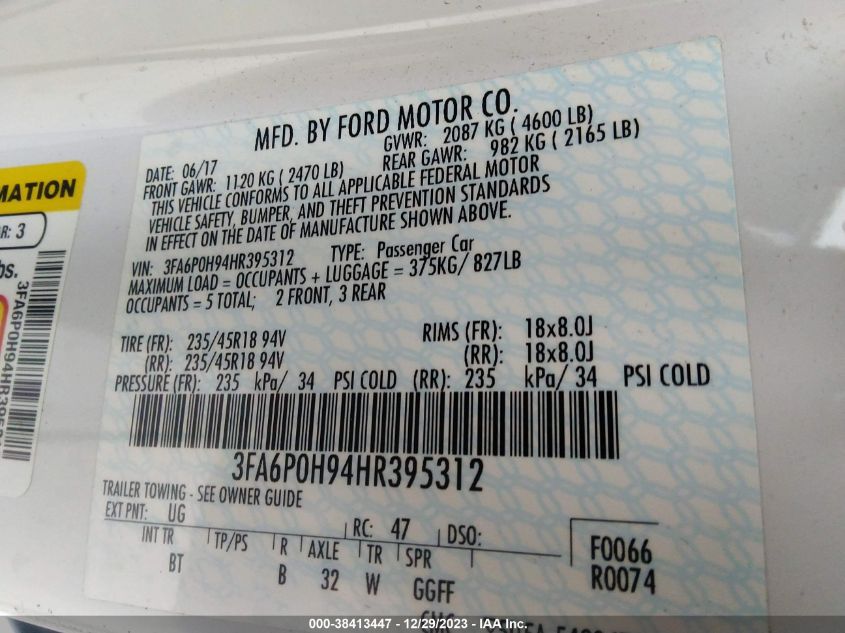 MFD. BY FORD MOTOR CO.
DATE: 06/17 GVWR: 2087 KG ( 4600 LB)
FRONT GAWR: 1120 KG ( 2470 LB) REAR GAWR: 982 KG ( 2165 LB)
THIS VEHICLE CONFORMS TO ALL APPLICABLE FEDERAL MOTOR
VEHICLE SAFETY, BUMPER, AND THEFT PREVENTION STANDARDS
IN EFFECT ON THE DATE OF MANUFACTURE SHOWN ABOVE.
VIN: 3FA6P0H94HR395312 TYPE: Passenger Car
MAXIMUM LOAD = OCCUPANTS + LUGGAGE = 375KG/ 827LB
OCCUPANTS = 5 TOTAL; 2 FRONT, 3 REAR
TIRE (FR): 235/45R18 94V RIMS (FR): 18x8.0J
(RR): 235/45R18 94V (RR): 18x8.0J
PRESSURE (FR): 235 kPa/ 34 PSI COLD (RR): 235 kPa/ 34 PSI COLD
3FA6P0H94HR395312
TRAILER TOWING - SEE OWNER GUIDE
EXT PNT: UG RC: 47 DSO:
INT TR TP/PS R AXLE TR SPR F0066
BT B 32 W GGFF R0074
MATION
R: 3
bs.
3FA6P0H94HR395
000-38413447 - 12/29/2023 - IAA Inc.